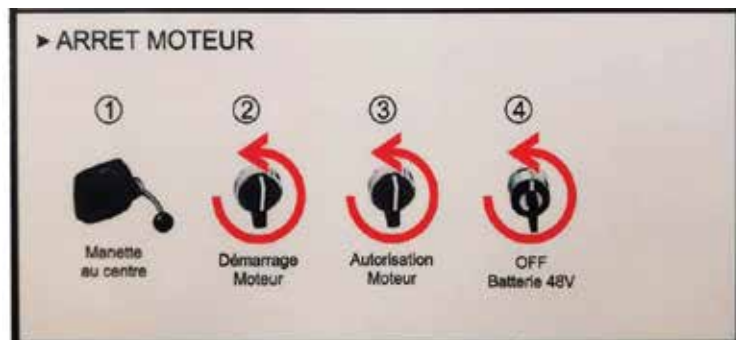 ➤ ARRET MOTEUR
① ② ③ ④
Manette
au centre
Démarrage
Moteur
Autorisation
Moteur
OFF
Batterie 48V